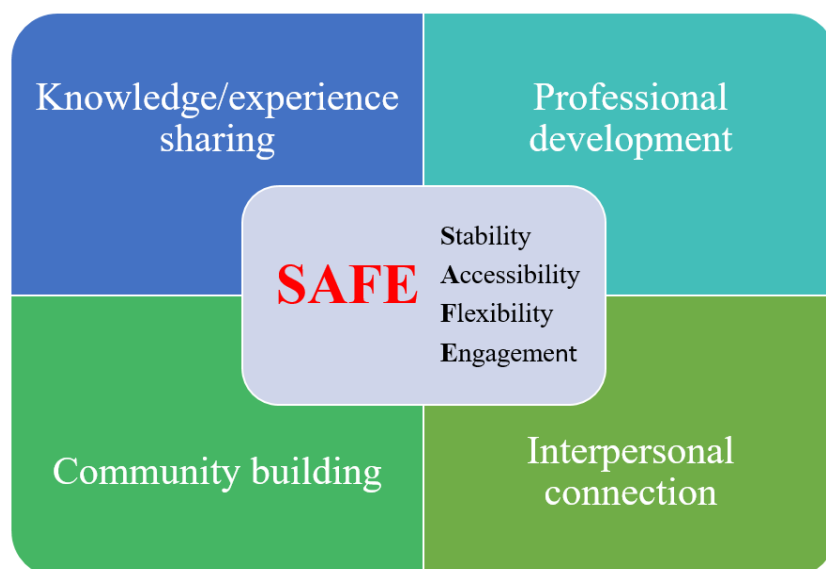 Knowledge/experience
sharing
Professional
development
SAFE
Stability
Accessibility
Flexibility
Engagement
Community building
Interpersonal
connection